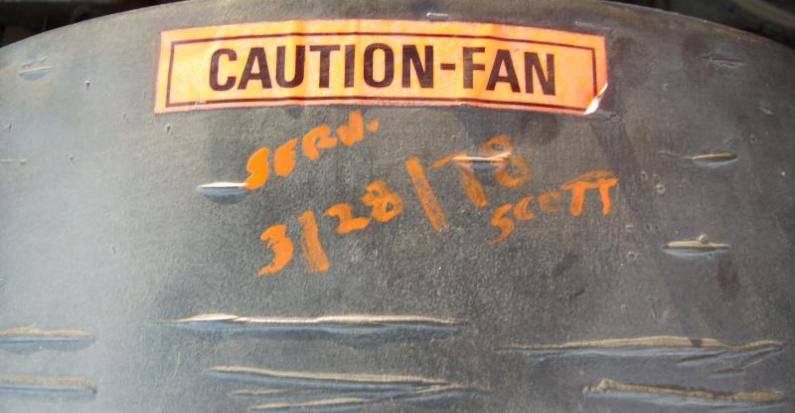 CAUTION-FAN
SERV.
3/28/78
SCOTT